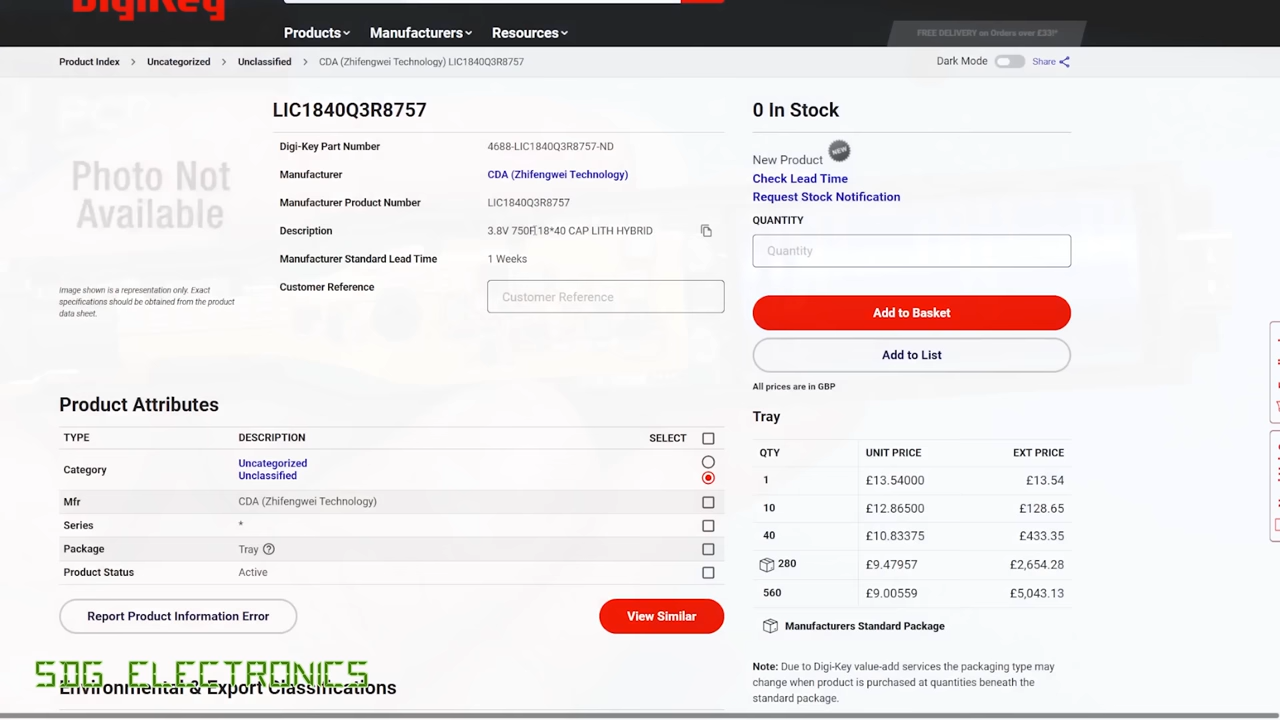 DigiKey
Products Manufacturers Resources
FREE DELIVERY on Orders over £33!*
Product Index > Uncategorized > Unclassified > CDA (Zhifengwei Technology) LIC1840Q3R8757
Dark Mode Share
Photo Not Available
Image shown is a representation only. Exact
specifications should be obtained from the product
data sheet.
LIC1840Q3R8757
Digi-Key Part Number 4688-LIC1840Q3R8757-ND
Manufacturer CDA (Zhifengwei Technology)
Manufacturer Product Number LIC1840Q3R8757
Description 3.8V 750F 18*40 CAP LITH HYBRID
Manufacturer Standard Lead Time 1 Weeks
Customer Reference Customer Reference
0 In Stock
NEW
New Product
Check Lead Time
Request Stock Notification
QUANTITY
Quantity
Add to Basket
Add to List
All prices are in GBP
Tray
QTY UNIT PRICE EXT PRICE
1 £13.54000 £13.54
10 £12.86500 £128.65
40 £10.83375 £433.35
280 £9.47957 £2,654.28
560 £9.00559 £5,043.13
Manufacturers Standard Package
Note: Due to Digi-Key value-add services the packaging type may
change when product is purchased at quantities beneath the
standard package.
Product Attributes
TYPE DESCRIPTION SELECT
Category Uncategorized
Unclassified
Mfr CDA (Zhifengwei Technology)
Series *
Package Tray
Product Status Active
Report Product Information Error View Similar
SDG ELECTRONICS
Environmental & Export Classifications